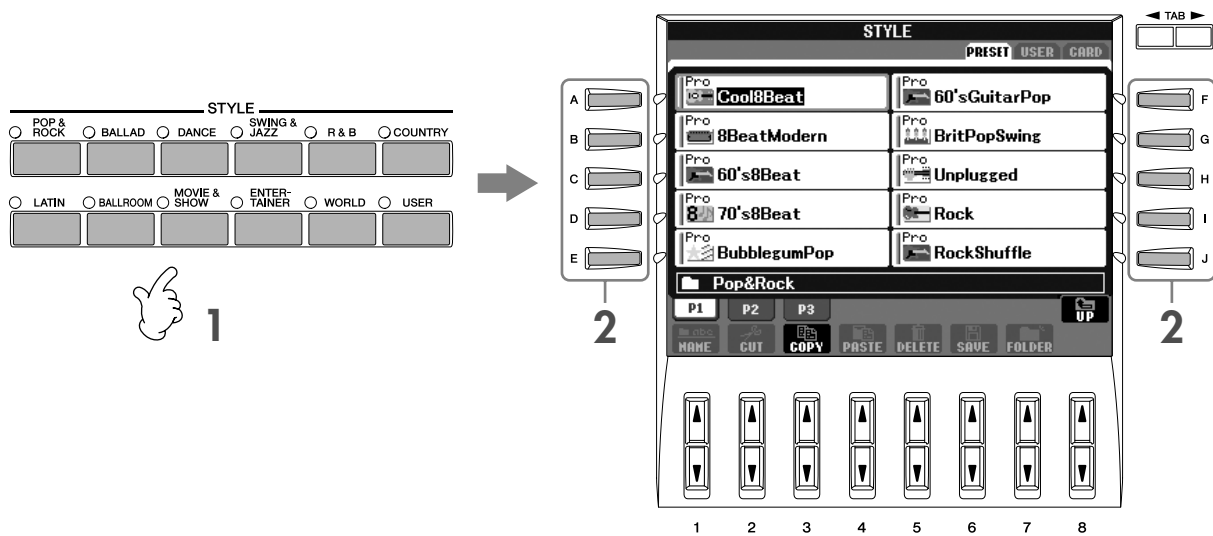 STYLE
POP & ROCK
BALLAD
DANCE
SWING & JAZZ
R & B
COUNTRY
LATIN
BALLROOM
MOVIE & SHOW
ENTER-TAINER
WORLD
USER
1
STYLE
PRESET USER CARD
◄ TAB ►
A
B
C
D
E
2
Pro
Cool8Beat
Pro
60'sGuitarPop
Pro
8BeatModern
Pro
BritPopSwing
Pro
60's8Beat
Pro
Unplugged
Pro
70's8Beat
Pro
Rock
Pro
BubblegumPop
Pro
RockShuffle
Pop&Rock
P1 P2 P3
UP
NAME CUT COPY PASTE DELETE SAVE FOLDER
F
G
H
I
J
2
1 2 3 4 5 6 7 8